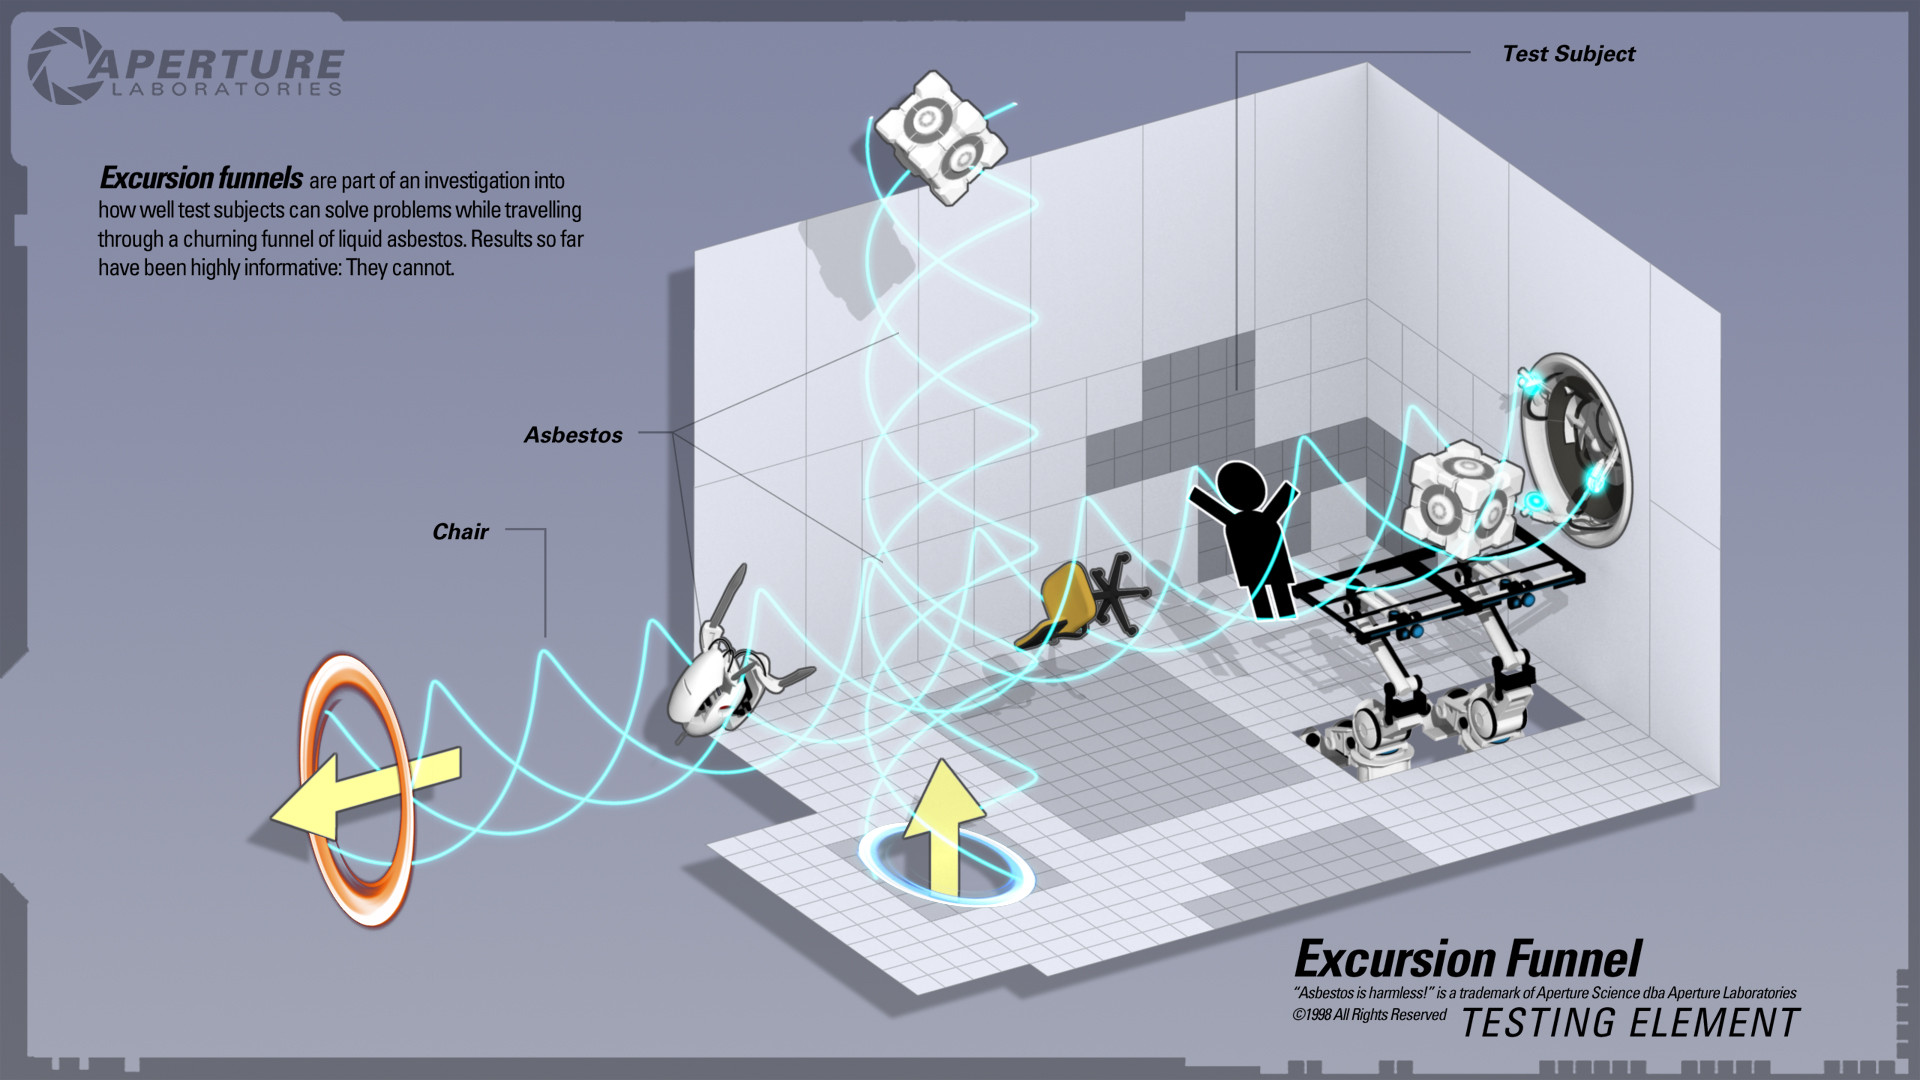 APERTURE
LABORATORIES
Test Subject
Excursion funnels are part of an investigation into
how well test subjects can solve problems while travelling
through a churning funnel of liquid asbestos. Results so far
have been highly informative: They cannot.
Asbestos
Chair
Excursion Funnel
“Asbestos is harmless!” is a trademark of Aperture Science dba Aperture Laboratories
©1998 All Rights Reserved TESTING ELEMENT